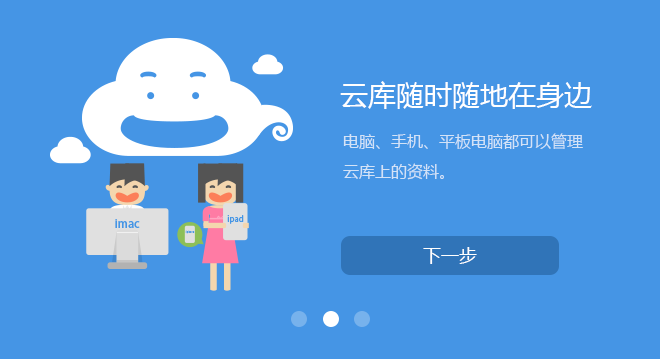 云库随时随地在身边
电脑、手机、平板电脑都可以管理
云库上的资料。
imac
ipad
下一步